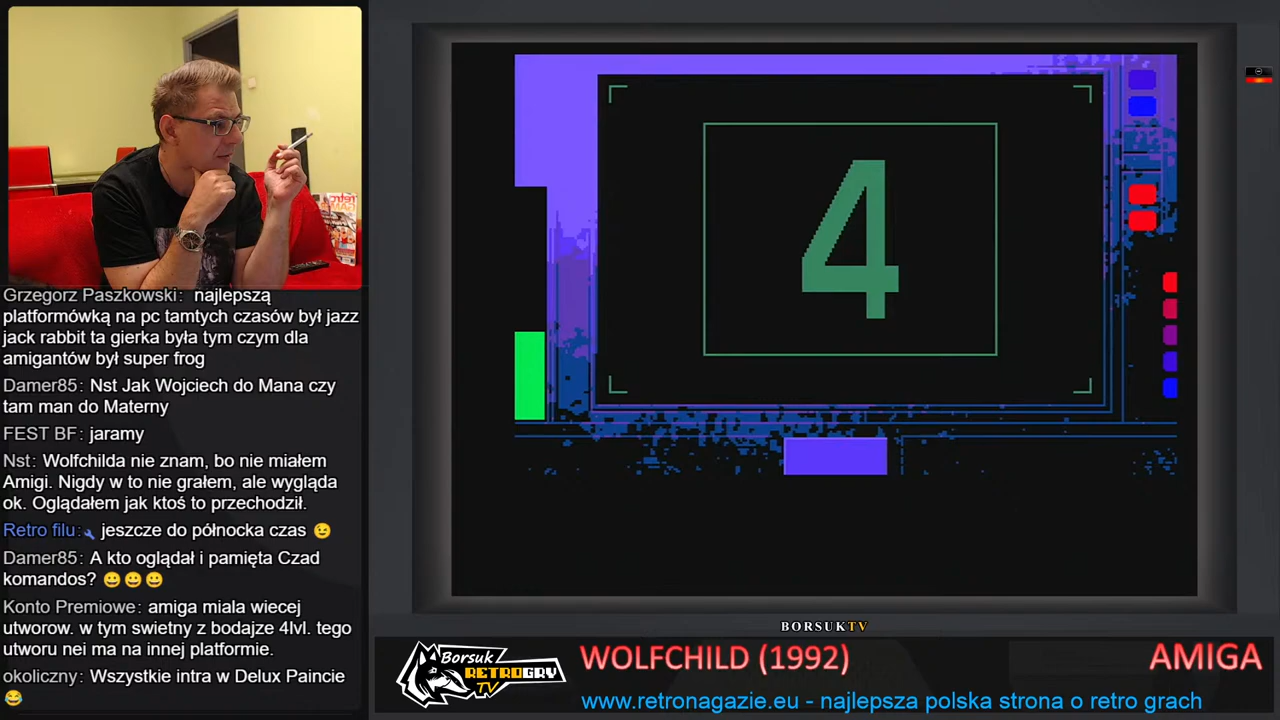 Grzegorz Paszkowski: najlepszą
platformówką na pc tamtych czasów był jazz
jack rabbit ta gierka była tym czym dla
amigantów był super frog
Damer85: Nst Jak Wojciech do Mana czy
tam man do Materny
FEST BF: jaramy
Nst: Wolfchilda nie znam, bo nie miałem
Amigi. Nigdy w to nie grałem, ale wygląda
ok. Oglądałem jak ktoś to przechodził.
Retro filu: jeszcze do północka czas 😉
Damer85: A kto oglądał i pamięta Czad
komandos? 😀😀😀
Konto Premiowe: amiga miala wiecej
utworow. w tym swietny z bodajze 4lvl. tego
utworu nei ma na innej platformie.
okoliczny: Wszystkie intra w Delux Paincie
😂
4
BORSUKTV
Borsuk
RETROGRY
TV
WOLFCHILD (1992)
AMIGA
www.retronagazie.eu - najlepsza polska strona o retro grach